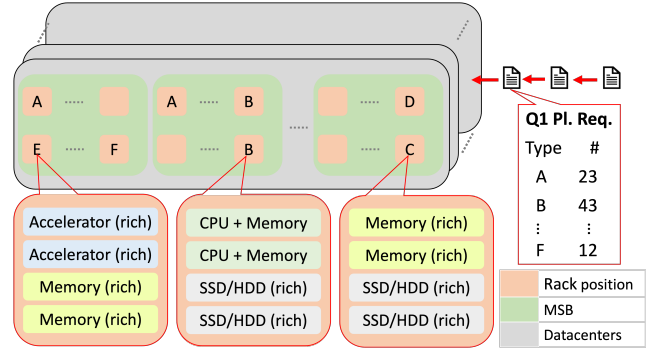 A ····· ····· A ····· B ····· ····· D
E ····· F ····· B ····· C
Q1 Pl. Req.
Type #
A 23
B 43
⋮ ⋮
F 12
Accelerator (rich)
Accelerator (rich)
Memory (rich)
Memory (rich)
CPU + Memory
CPU + Memory
SSD/HDD (rich)
SSD/HDD (rich)
Memory (rich)
Memory (rich)
SSD/HDD (rich)
SSD/HDD (rich)
Rack position
MSB
Datacenters